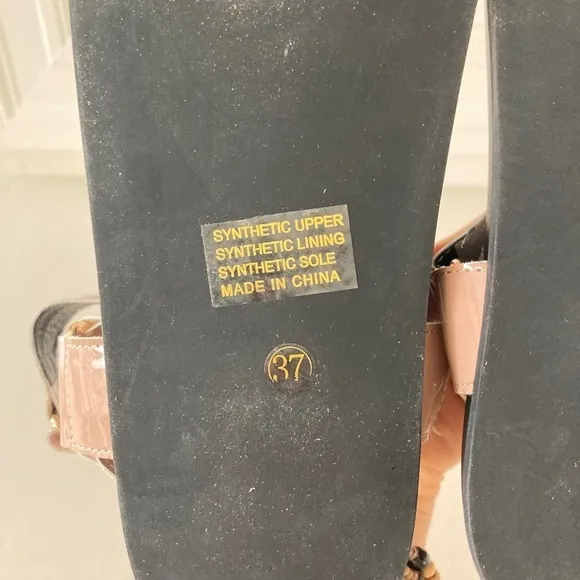 SYNTHETIC UPPER
SYNTHETIC LINING
SYNTHETIC SOLE
MADE IN CHINA
37